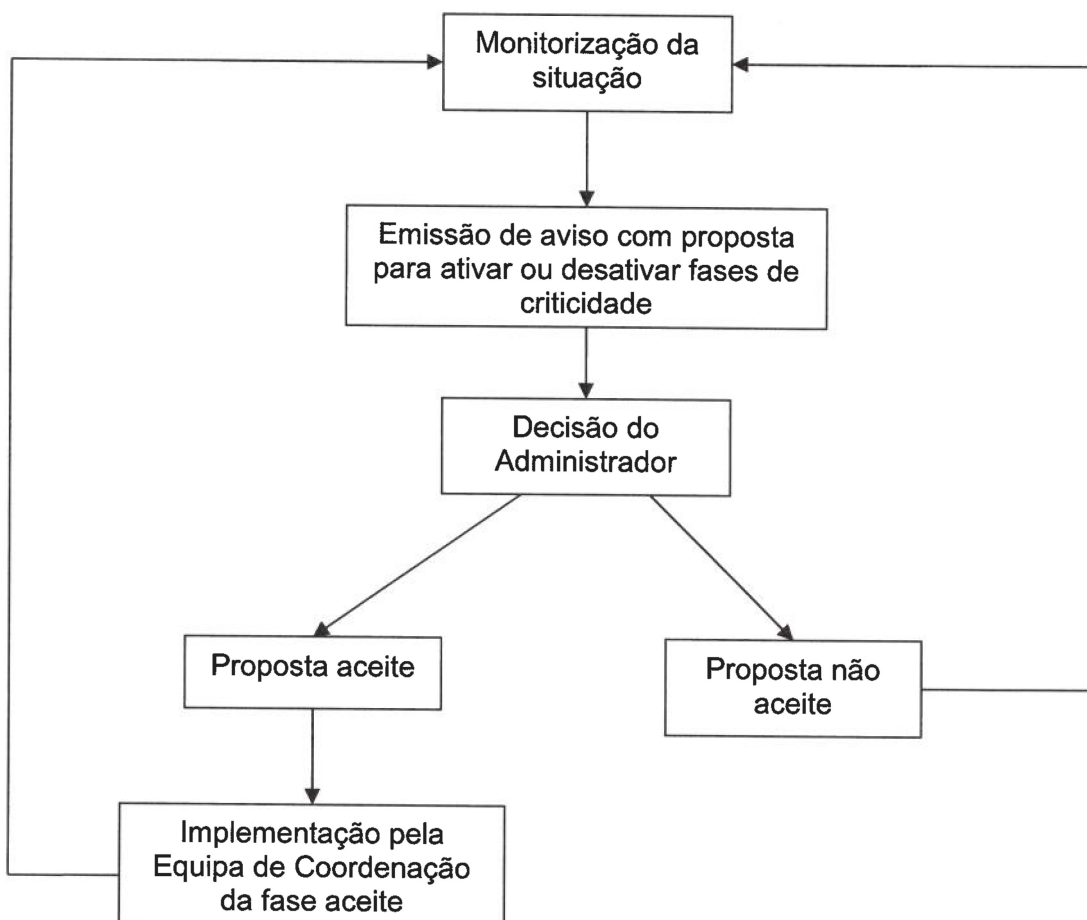 Monitorização da
situação
Emissão de aviso com proposta
para ativar ou desativar fases de
criticidade
Decisão do
Administrador
Proposta aceite
Proposta não
aceite
Implementação pela
Equipa de Coordenação
da fase aceite